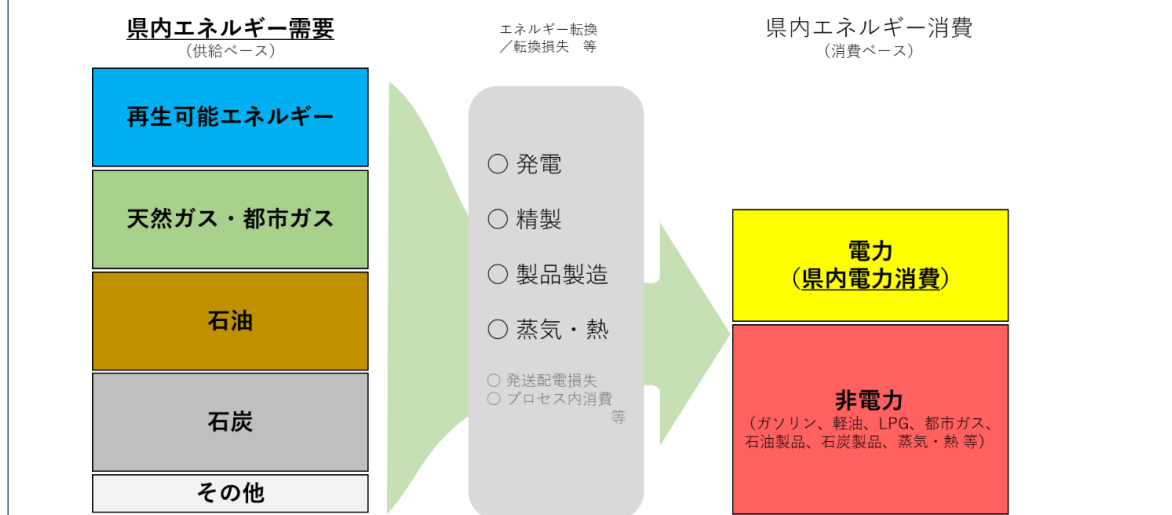 県内エネルギー需要
（供給ベース）
再生可能エネルギー
天然ガス・都市ガス
石油
石炭
その他
エネルギー転換
／転換損失　等
○ 発電
○ 精製
○ 製品製造
○ 蒸気・熱
○ 発送配電損失
○ プロセス内消費
等
県内エネルギー消費
（消費ベース）
電力
（県内電力消費）
非電力
（ガソリン、軽油、LPG、都市ガス、
石油製品、石炭製品、蒸気・熱 等）